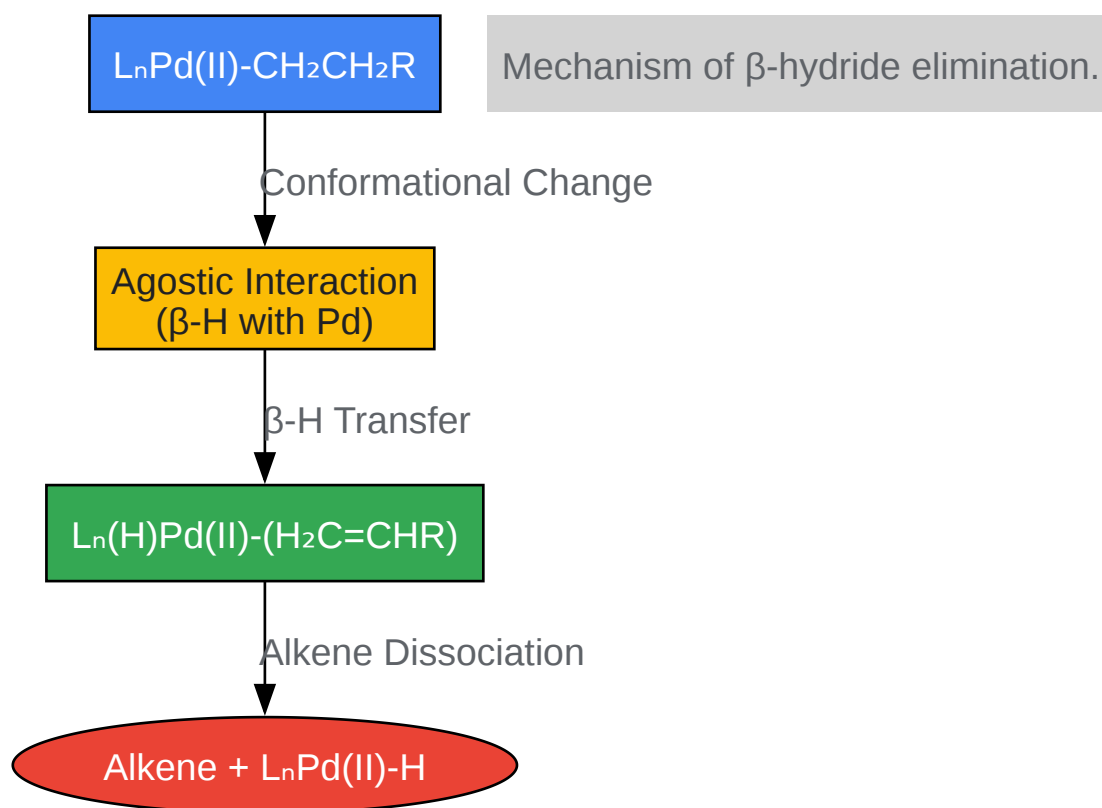 LₙPd(II)-CH₂CH₂R
Mechanism of β-hydride elimination.
Conformational Change
Agostic Interaction
(β-H with Pd)
β-H Transfer
Lₙ(H)Pd(II)-(H₂C=CHR)
Alkene Dissociation
Alkene + LₙPd(II)-H